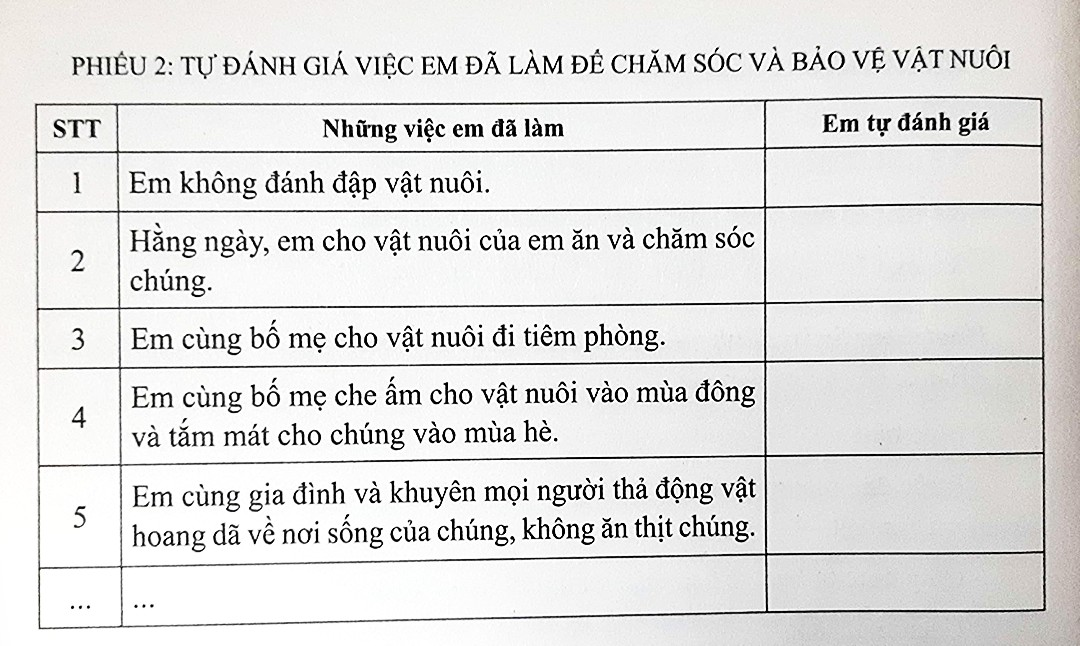 PHIẾU 2: TỰ ĐÁNH GIÁ VIỆC EM ĐÃ LÀM ĐỂ CHĂM SÓC VÀ BẢO VỆ VẬT NUÔI
STT Những việc em đã làm Em tự đánh giá
1 Em không đánh đập vật nuôi.
2 Hằng ngày, em cho vật nuôi của em ăn và chăm sóc
chúng.
3 Em cùng bố mẹ cho vật nuôi đi tiêm phòng.
4 Em cùng bố mẹ che ấm cho vật nuôi vào mùa đông
và tắm mát cho chúng vào mùa hè.
5 Em cùng gia đình và khuyên mọi người thả động vật
hoang dã về nơi sống của chúng, không ăn thịt chúng.
... ...